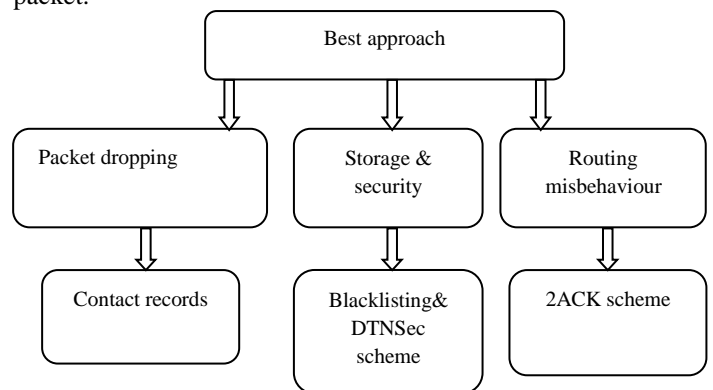 packet.
Best approach
Packet dropping
Storage &
security
Routing
misbehaviour
Contact records
Blacklisting&
DTNSec
scheme
2ACK scheme